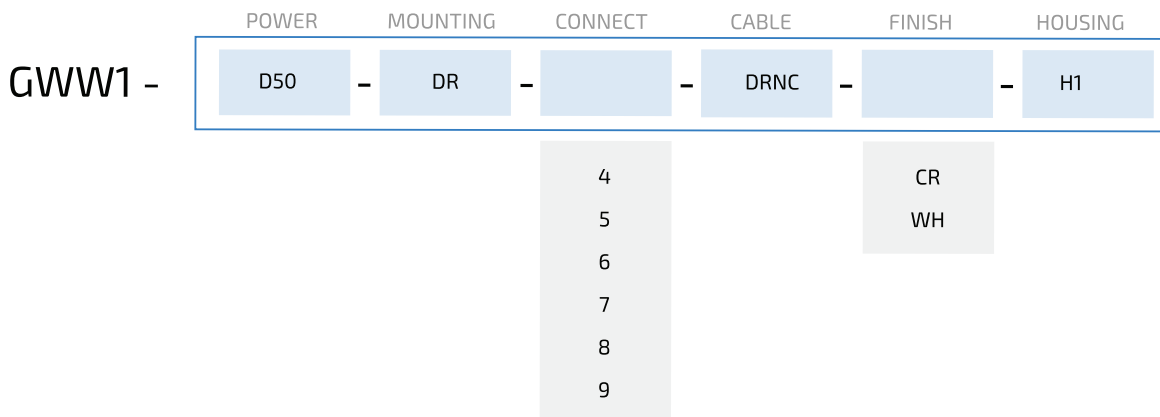 POWER MOUNTING CONNECT CABLE FINISH HOUSING
GWW1 - D50 - DR - - DRNC - - H1
4 CR
5 WH
6
7
8
9